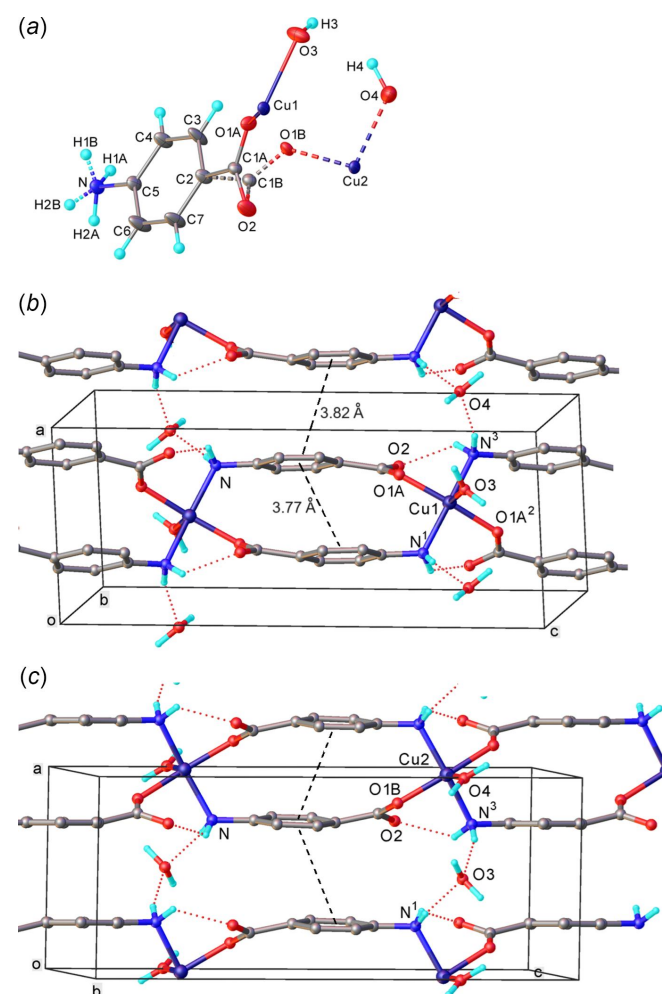 (a)
H3
O3
H4
O4
Cu1
C3
C4
O1A
O1B
H1B
H1A
C1A
N
C5
C2
C1B
Cu2
H2B
O2
C6
C7
H2A
(b)
3.82 Å
O4
a
O2
N³
N
O1A
O3
3.77 Å
Cu1
O1A²
N¹
b
o
c
(c)
Cu2
a
O1B
O4
N
O2
N³
O3
N¹
o
c
b